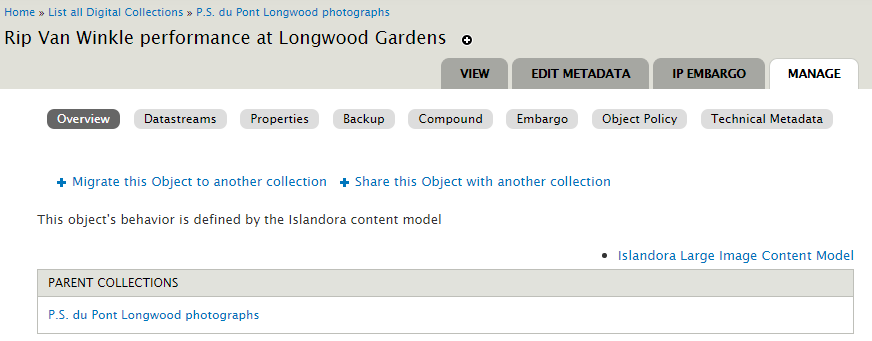 Home » List all Digital Collections » P.S. du Pont Longwood photographs
Rip Van Winkle performance at Longwood Gardens
VIEW EDIT METADATA IP EMBARGO MANAGE
Overview Datastreams Properties Backup Compound Embargo Object Policy Technical Metadata
Migrate this Object to another collection Share this Object with another collection
This object's behavior is defined by the Islandora content model
Islandora Large Image Content Model
PARENT COLLECTIONS
P.S. du Pont Longwood photographs